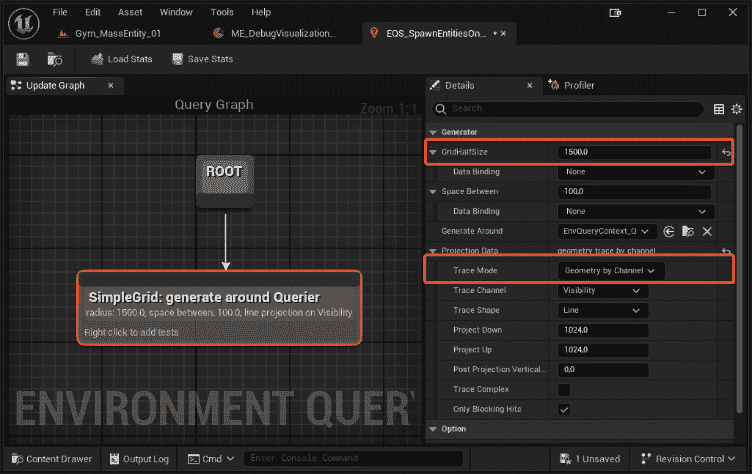 File Edit Asset Window Tools Help
Gym_MassEntity_01 ME_DebugVisualization... EQS_SpawnEntitiesOn... •
Load Stats Save Stats
Update Graph
Details Profiler
Query Graph
Zoom 1:1
Search
ROOT
SimpleGrid: generate around Querier
radius: 1500.0, space between: 100.0, line projection on Visibility
Right click to add tests
ENVIRONMENT QUER
Generator
GridHalfSize 1500,0
Data Binding None
Space Between 100,0
Data Binding None
Generate Around EnvQueryContext_Q
Projection Data geometry trace by channel
Trace Mode Geometry by Channel
Trace Channel Visibility
Trace Shape Line
Project Down 1024,0
Project Up 1024,0
Post Projection Vertical... 0,0
Trace Complex
Only Blocking Hits
Option
Content Drawer Output Log Cmd Enter Console Command 1 Unsaved Revision Control